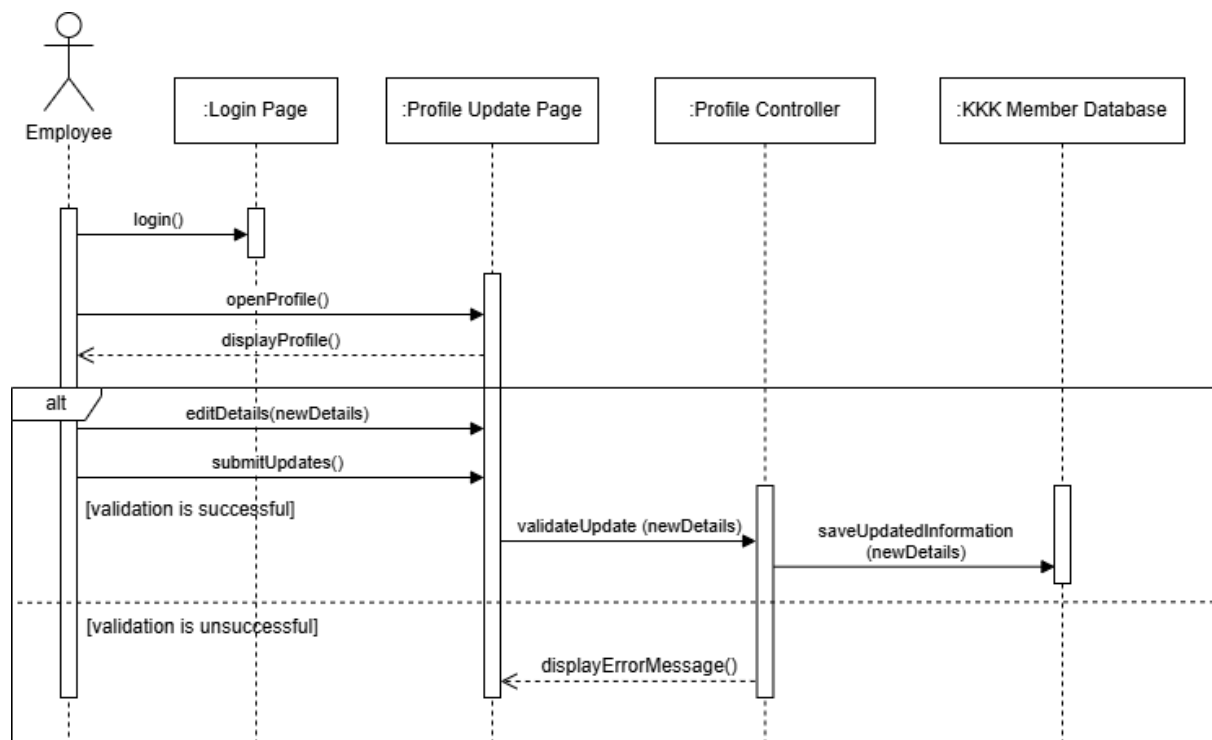 Employee
:Login Page
:Profile Update Page
:Profile Controller
:KKK Member Database
login()
openProfile()
displayProfile()
alt
editDetails(newDetails)
submitUpdates()
[validation is successful]
validateUpdate (newDetails)
saveUpdatedInformation
(newDetails)
[validation is unsuccessful]
displayErrorMessage()